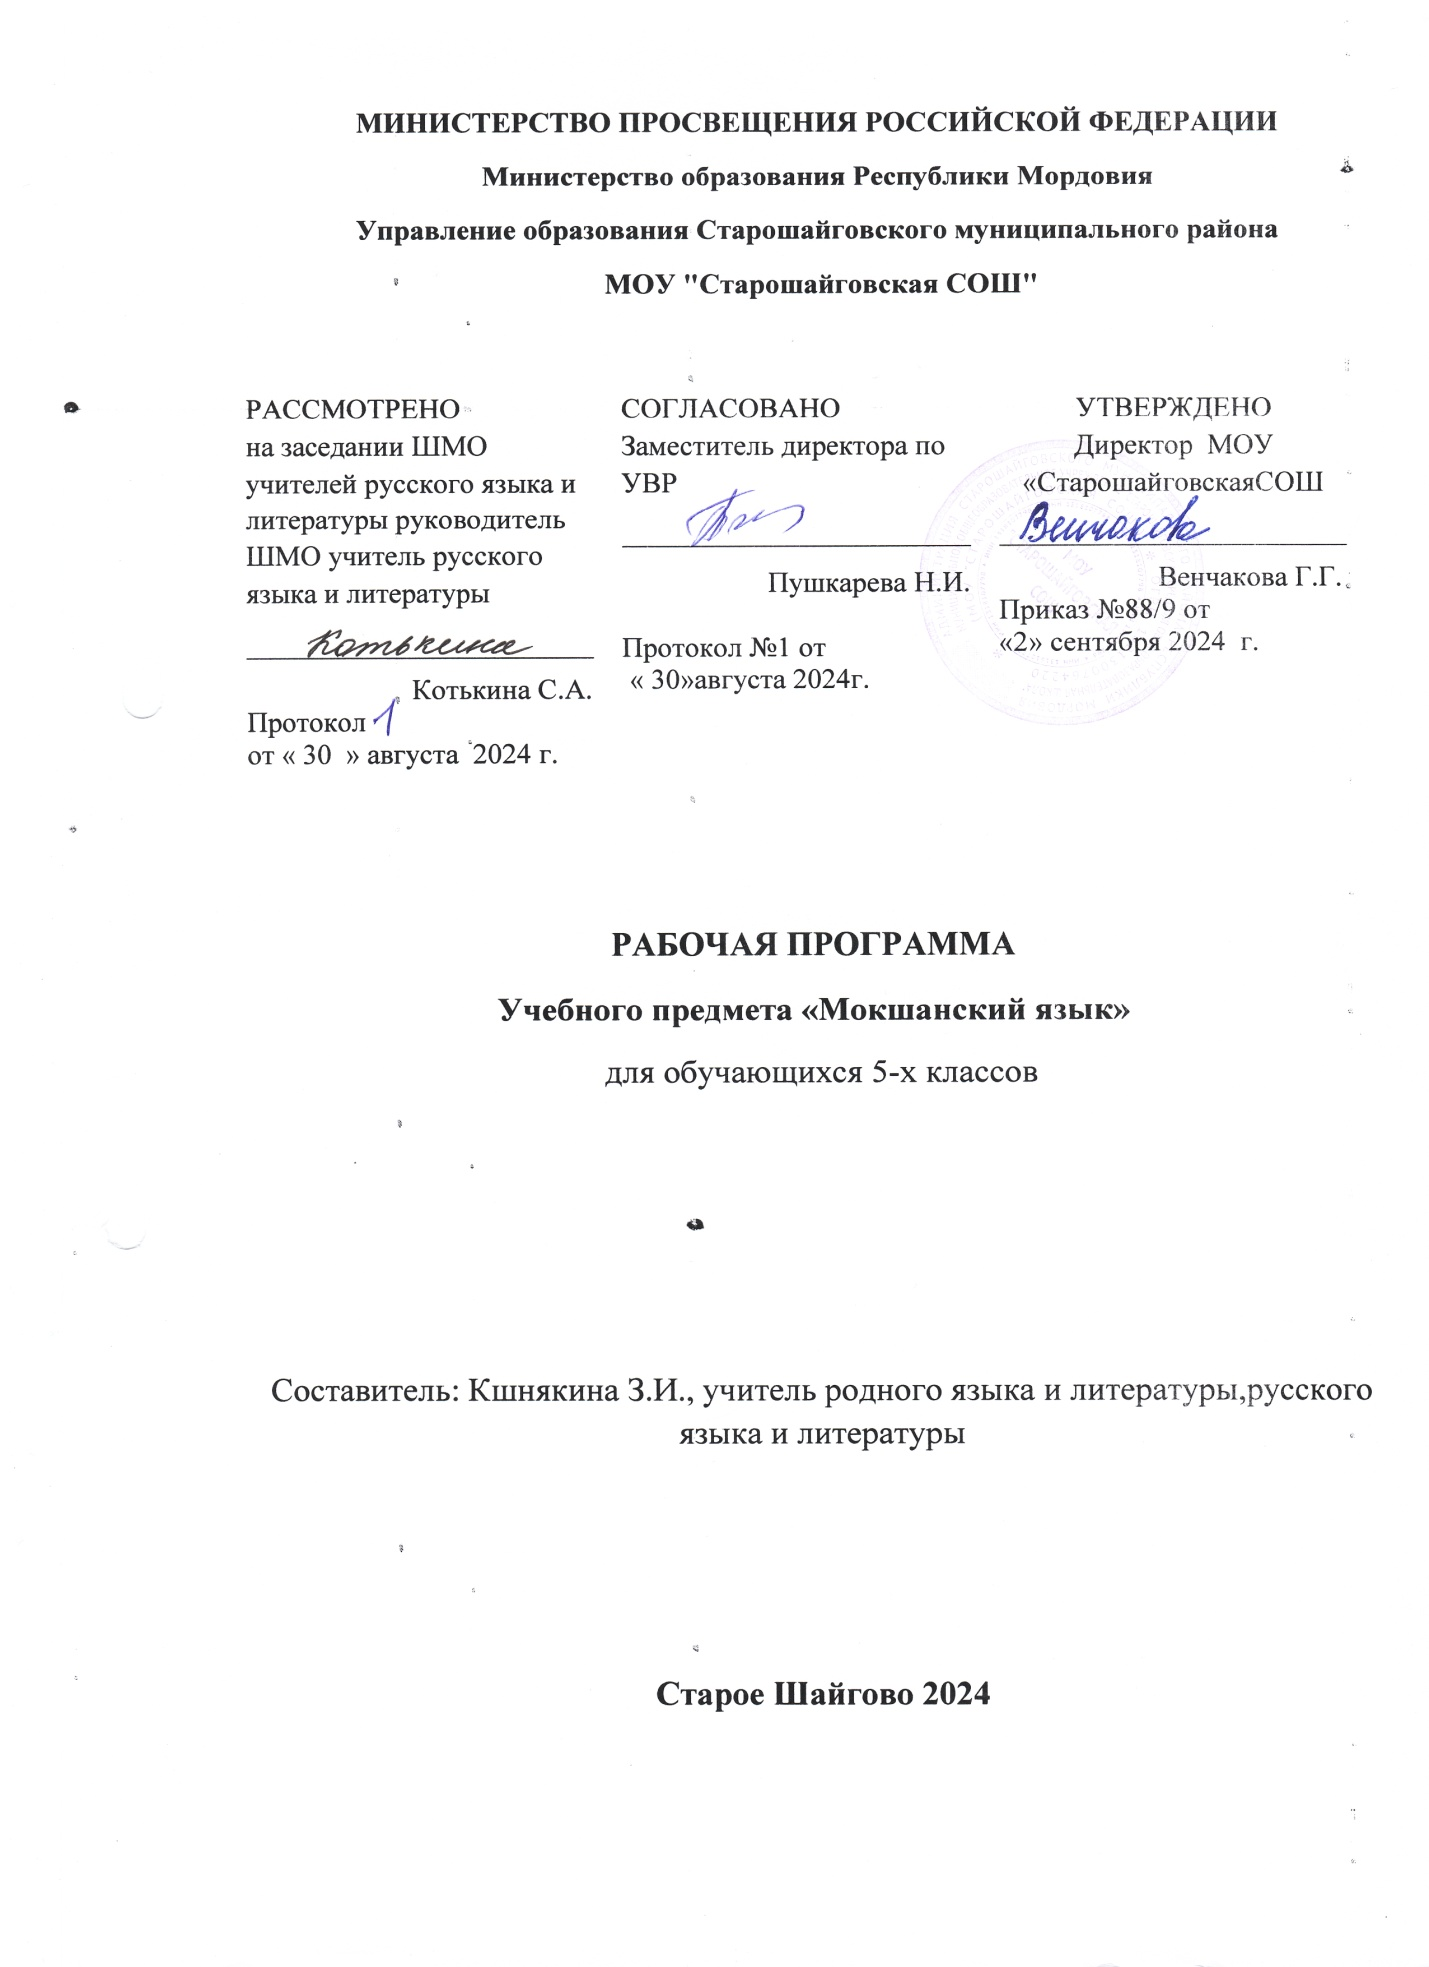 МИНИСТЕРСТВО ПРОСВЕЩЕНИЯ РОССИЙСКОЙ ФЕДЕРАЦИИ
Министерство образования Республики Мордовия
Управление образования Старошайговского муниципального района
МОУ "Старошайговская СОШ"
РАССМОТРЕНО
на заседании ШМО
учителей русского языка и
литературы руководитель
ШМО учитель русского
языка и литературы
Котькина
Котькина С.А.
Протокол 1
от « 30 » августа 2024 г.
СОГЛАСОВАНО
Заместитель директора по
УВР
Пушкарева Н.И.
Протокол №1 от
« 30»августа 2024г.
УТВЕРЖДЕНО
Директор МОУ
«СтарошайговскаяСОШ
Венчакова
Венчакова Г.Г.
Приказ №88/9 от
«2» сентября 2024 г.
РАБОЧАЯ ПРОГРАММА
Учебного предмета «Мокшанский язык»
для обучающихся 5-х классов
Составитель: Кшнякина З.И., учитель родного языка и литературы,русского
языка и литературы
Старое Шайгово 2024